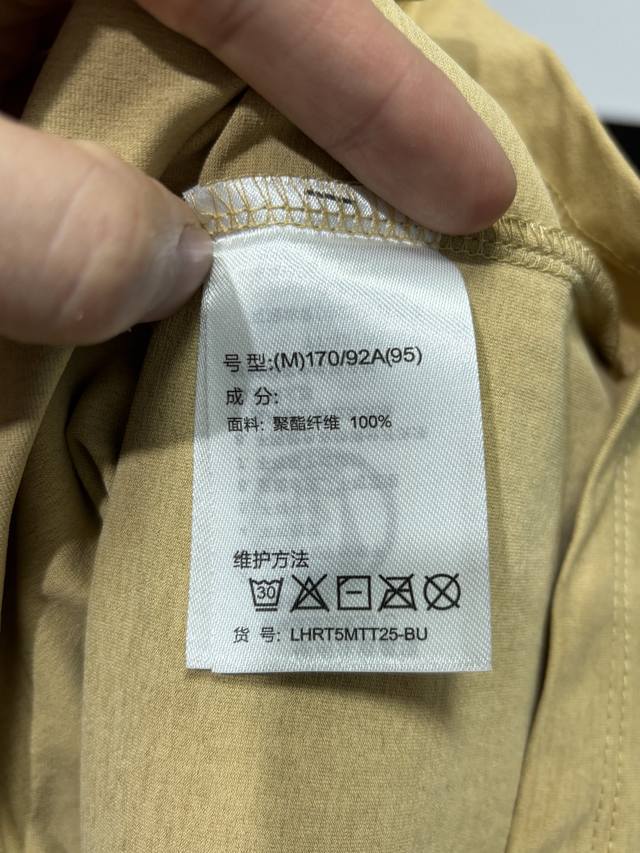 号 型:(M)170/92A(95)
成 分:
面料: 聚酯纤维 100%
维护方法
30
货 号: LHRT5MTT25-BU